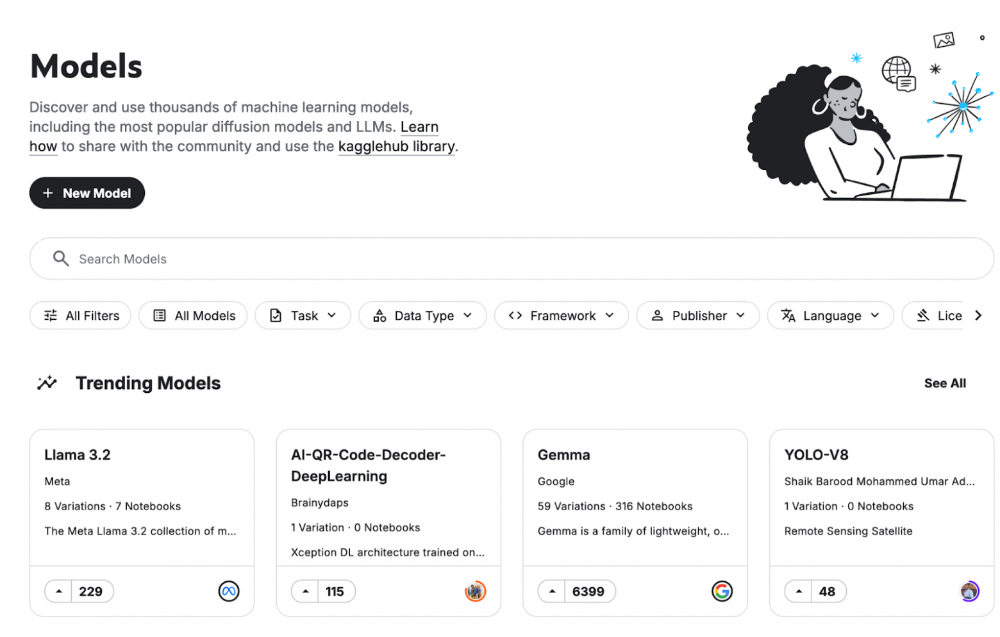 Models
Discover and use thousands of machine learning models,
including the most popular diffusion models and LLMs. Learn
how to share with the community and use the kagglehub library.
+ New Model
Search Models
All Filters
All Models
Task
Data Type
Framework
Publisher
Language
Lice
Trending Models
See All
Llama 3.2
Meta
8 Variations · 7 Notebooks
The Meta Llama 3.2 collection of m...
229
AI-QR-Code-Decoder-
DeepLearning
Brainydaps
1 Variation · 0 Notebooks
Xception DL architecture trained on...
115
Gemma
Google
59 Variations · 316 Notebooks
Gemma is a family of lightweight, o...
6399
YOLO-V8
Shaik Barood Mohammed Umar Ad...
1 Variation · 0 Notebooks
Remote Sensing Satellite
48